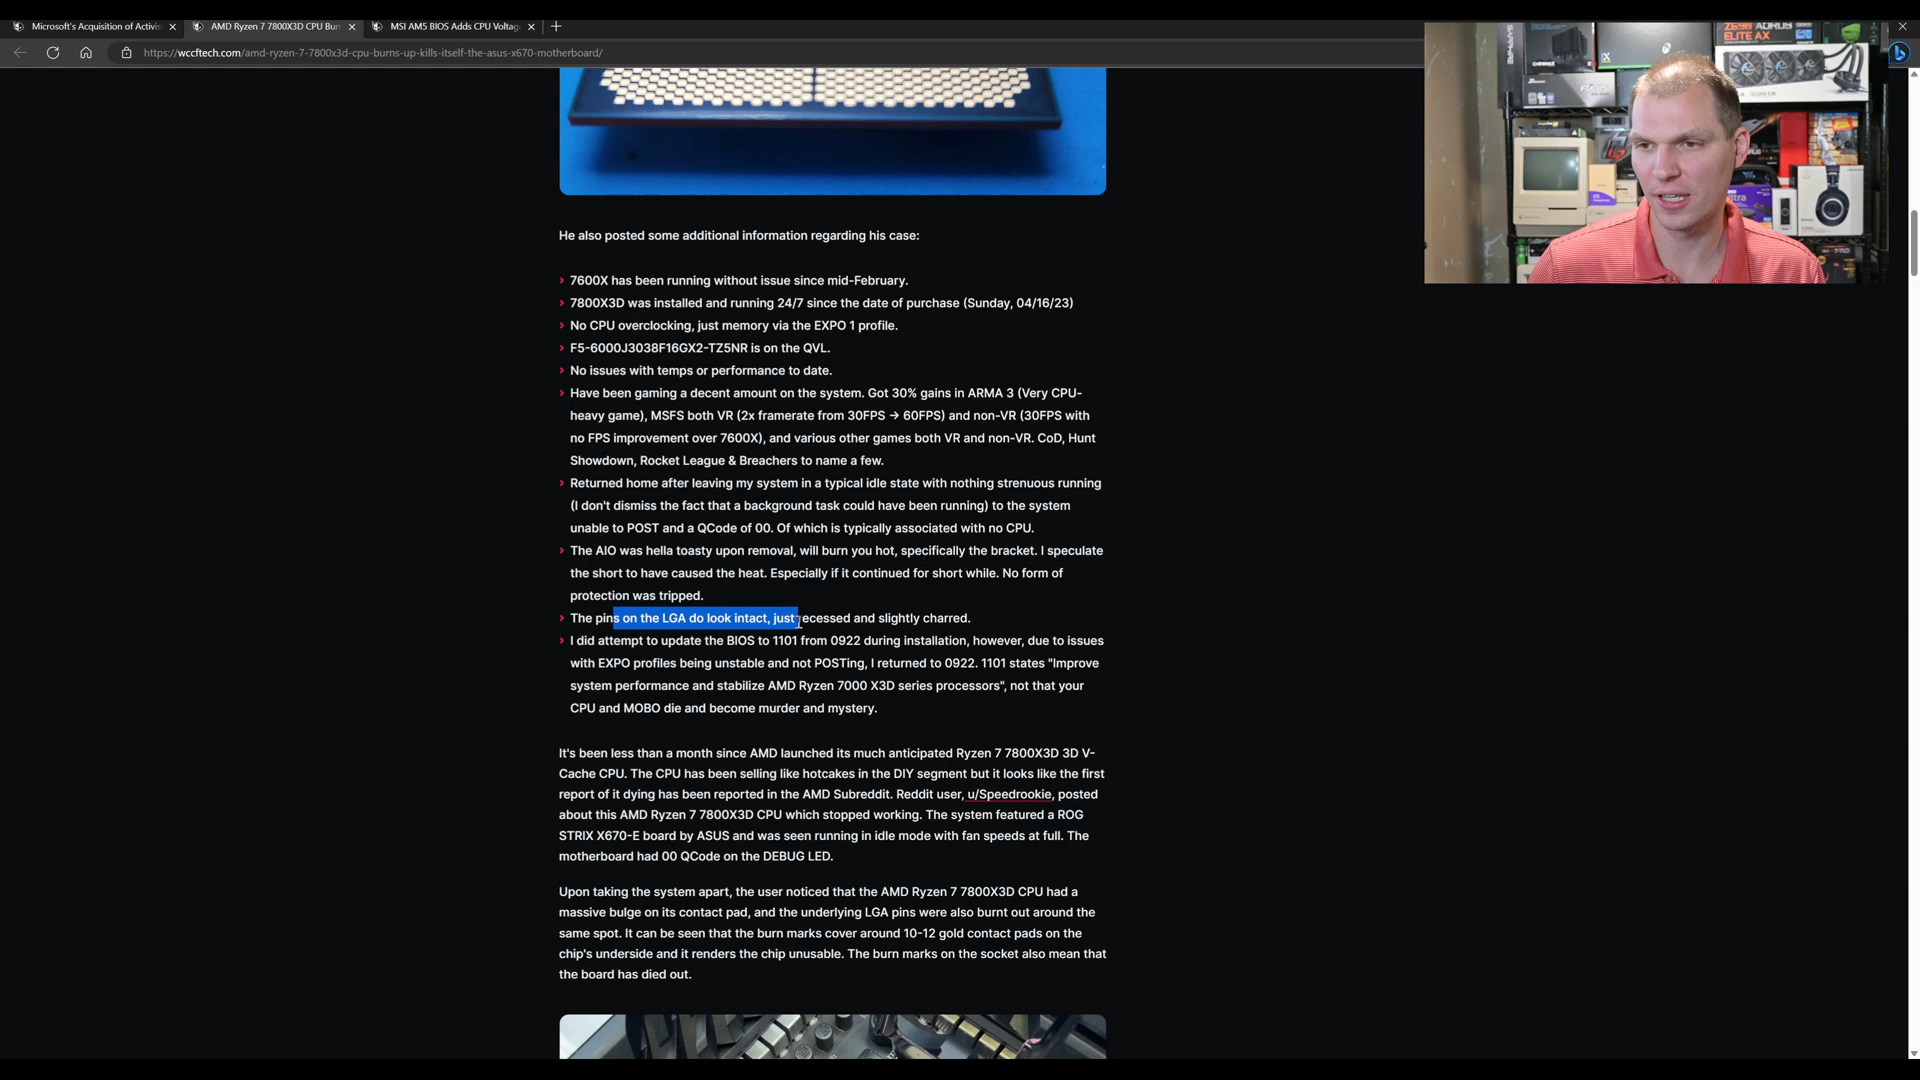 Microsoft's Acquisition of Activis
AMD Ryzen 7 7800X3D CPU Bur
MSI AM5 BIOS Adds CPU Voltage
https://wccftech.com/amd-ryzen-7-7800x3d-cpu-burns-up-kills-itself-the-asus-x670-motherboard/
Z690 AORUS
ELITE AX
SAPPHIRE
He also posted some additional information regarding his case:
7600X has been running without issue since mid-February.
7800X3D was installed and running 24/7 since the date of purchase (Sunday, 04/16/23)
No CPU overclocking, just memory via the EXPO 1 profile.
F5-6000J3038F16GX2-TZ5NR is on the QVL.
No issues with temps or performance to date.
Have been gaming a decent amount on the system. Got 30% gains in ARMA 3 (Very CPU-
heavy game), MSFS both VR (2x framerate from 30FPS → 60FPS) and non-VR (30FPS with
no FPS improvement over 7600X), and various other games both VR and non-VR. CoD, Hunt
Showdown, Rocket League & Breachers to name a few.
Returned home after leaving my system in a typical idle state with nothing strenuous running
(I don't dismiss the fact that a background task could have been running) to the system
unable to POST and a QCode of 00. Of which is typically associated with no CPU.
The AIO was hella toasty upon removal, will burn you hot, specifically the bracket. I speculate
the short to have caused the heat. Especially if it continued for short while. No form of
protection was tripped.
The pins on the LGA do look intact, just recessed and slightly charred.
I did attempt to update the BIOS to 1101 from 0922 during installation, however, due to issues
with EXPO profiles being unstable and not POSTing, I returned to 0922. 1101 states "Improve
system performance and stabilize AMD Ryzen 7000 X3D series processors", not that your
CPU and MOBO die and become murder and mystery.
It's been less than a month since AMD launched its much anticipated Ryzen 7 7800X3D 3D V-
Cache CPU. The CPU has been selling like hotcakes in the DIY segment but it looks like the first
report of it dying has been reported in the AMD Subreddit. Reddit user, u/Speedrookie, posted
about this AMD Ryzen 7 7800X3D CPU which stopped working. The system featured a ROG
STRIX X670-E board by ASUS and was seen running in idle mode with fan speeds at full. The
motherboard had 00 QCode on the DEBUG LED.
Upon taking the system apart, the user noticed that the AMD Ryzen 7 7800X3D CPU had a
massive bulge on its contact pad, and the underlying LGA pins were also burnt out around the
same spot. It can be seen that the burn marks cover around 10-12 gold contact pads on the
chip's underside and it renders the chip unusable. The burn marks on the socket also mean that
the board has died out.